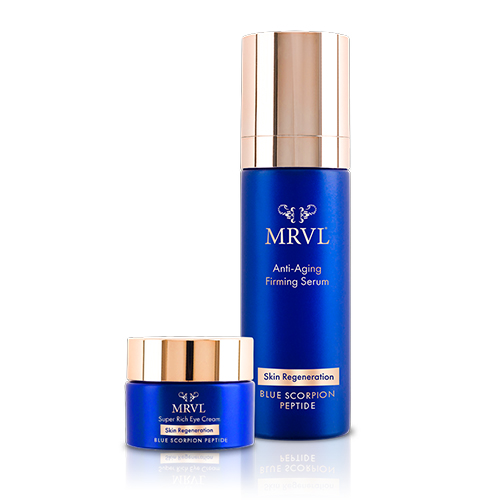 MRVL
Anti-Aging
Firming Serum
Skin Regeneration
BLUE SCORPION
PEPTIDE
MRVL
Super Rich Eye Cream
Skin Regeneration
BLUE SCORPION PEPTIDE